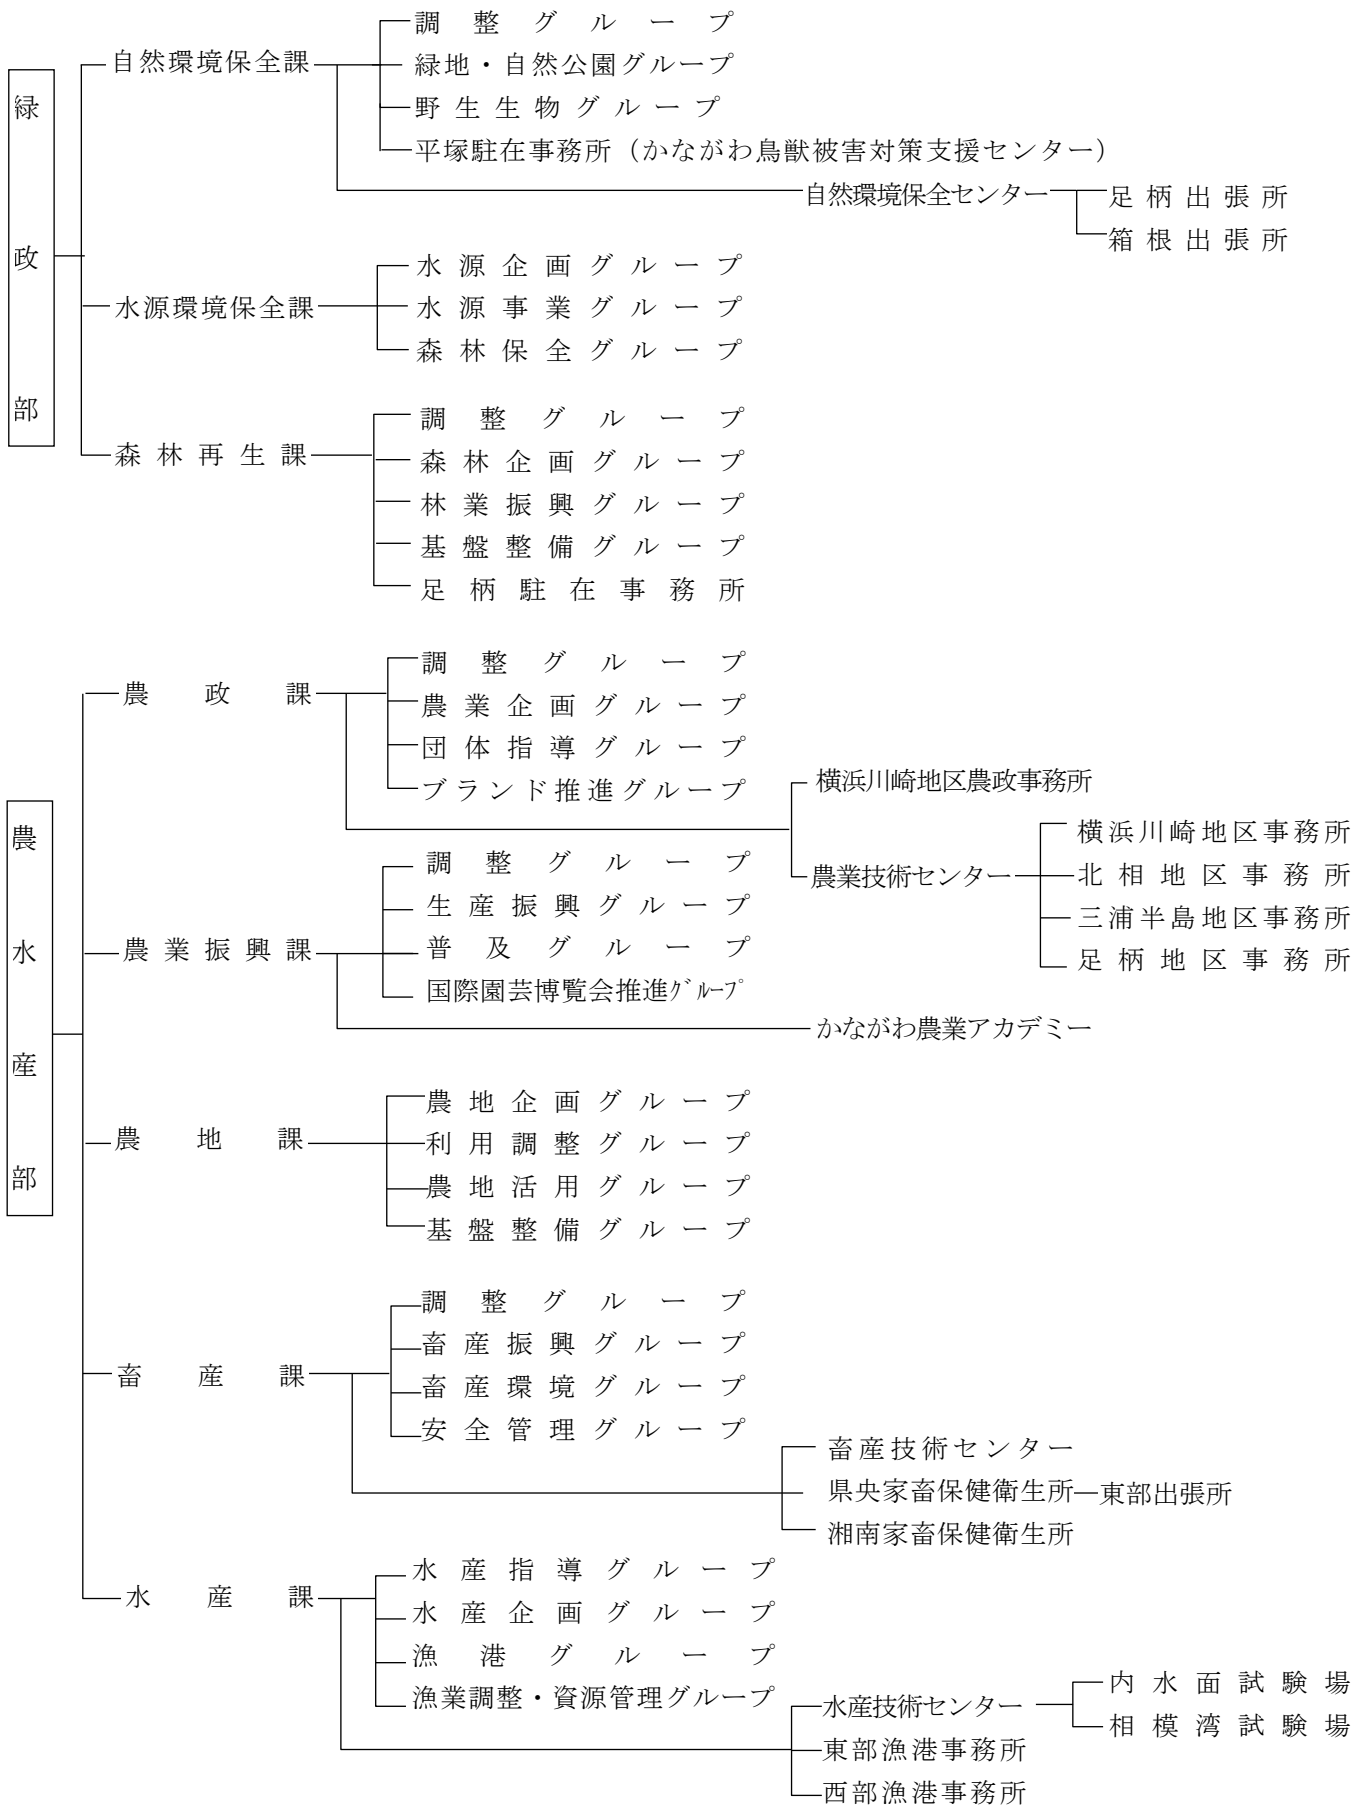 緑政部
自然環境保全課
調整グループ
緑地・自然公園グループ
野生生物グループ
平塚駐在事務所（かながわ鳥獣被害対策支援センター）
自然環境保全センター
足柄出張所
箱根出張所
水源環境保全課
水源企画グループ
水源事業グループ
森林保全グループ
森林再生課
調整グループ
森林企画グループ
林業振興グループ
基盤整備グループ
足柄駐在事務所
農水産部
農政課
調整グループ
農業企画グループ
団体指導グループ
ブランド推進グループ
横浜川崎地区農政事務所
農業技術センター
横浜川崎地区事務所
北相地区事務所
三浦半島地区事務所
足柄地区事務所
農業振興課
調整グループ
生産振興グループ
普及グループ
国際園芸博覧会推進ｸﾞﾙｰﾌﾟ
かながわ農業アカデミー
農地課
農地企画グループ
利用調整グループ
農地活用グループ
基盤整備グループ
畜産課
調整グループ
畜産振興グループ
畜産環境グループ
安全管理グループ
畜産技術センター
県央家畜保健衛生所
東部出張所
湘南家畜保健衛生所
水産課
水産指導グループ
水産企画グループ
漁港グループ
漁業調整・資源管理グループ
水産技術センター
内水面試験場
相模湾試験場
東部漁港事務所
西部漁港事務所